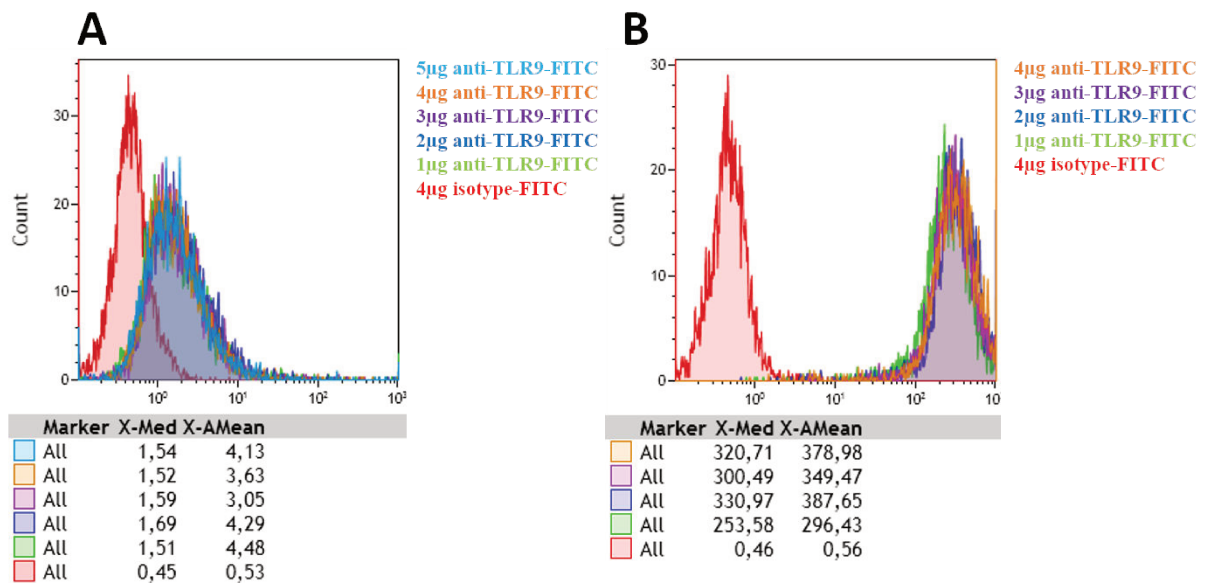 A
B
5µg anti-TLR9-FITC
4µg anti-TLR9-FITC
3µg anti-TLR9-FITC
2µg anti-TLR9-FITC
1µg anti-TLR9-FITC
4µg isotype-FITC
Count
30
20
10
0
10⁰
10¹
10²
10³
Marker X-Med X-AMean
All 1,54 4,13
All 1,52 3,63
All 1,59 3,05
All 1,69 4,29
All 1,51 4,48
All 0,45 0,53
4µg anti-TLR9-FITC
3µg anti-TLR9-FITC
2µg anti-TLR9-FITC
1µg anti-TLR9-FITC
4µg isotype-FITC
Count
30
20
10
0
10⁰
10¹
10²
10
Marker X-Med X-AMean
All 320,71 378,98
All 300,49 349,47
All 330,97 387,65
All 253,58 296,43
All 0,46 0,56